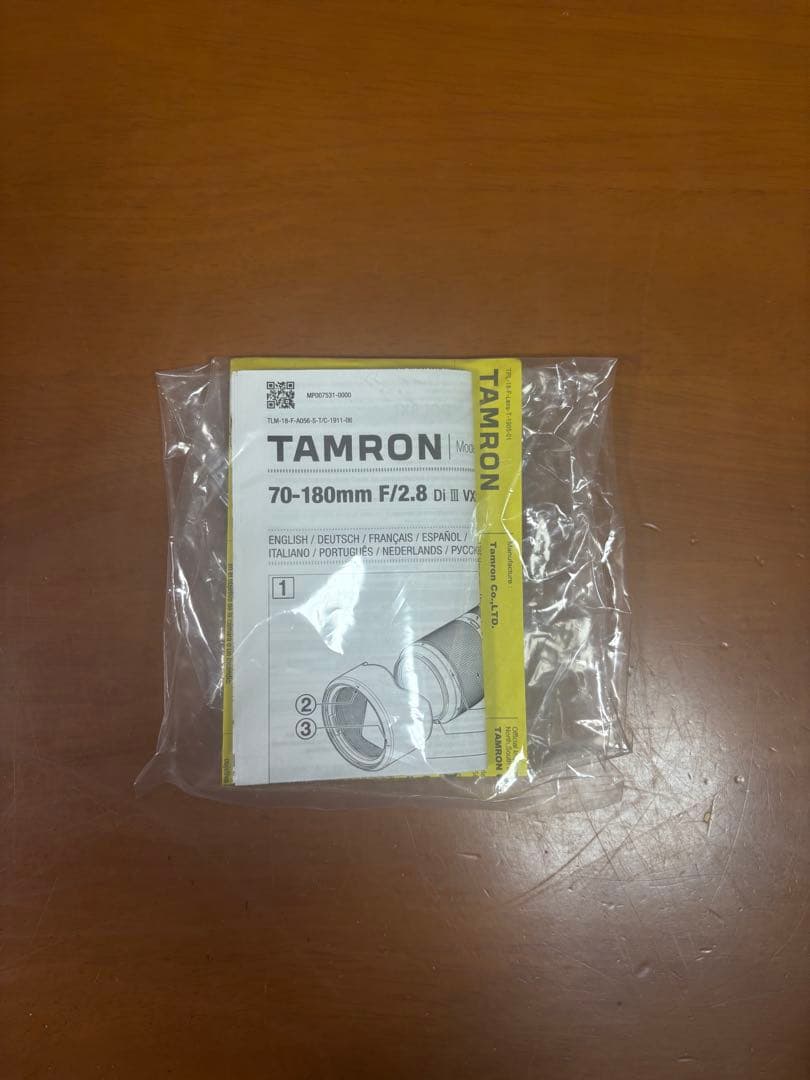 MP007531-0000
TLM-18-F-A056-S-T/C-1911-06
TAMRON
70-180mm F/2.8 Di III VX
ENGLISH / DEUTSCH / FRANÇAIS / ESPAÑOL /
ITALIANO / PORTUGUÊS / NEDERLANDS /
1
2
3
TAMRON
Manufacture :
Tamron Co.,LTD.
TAMRON